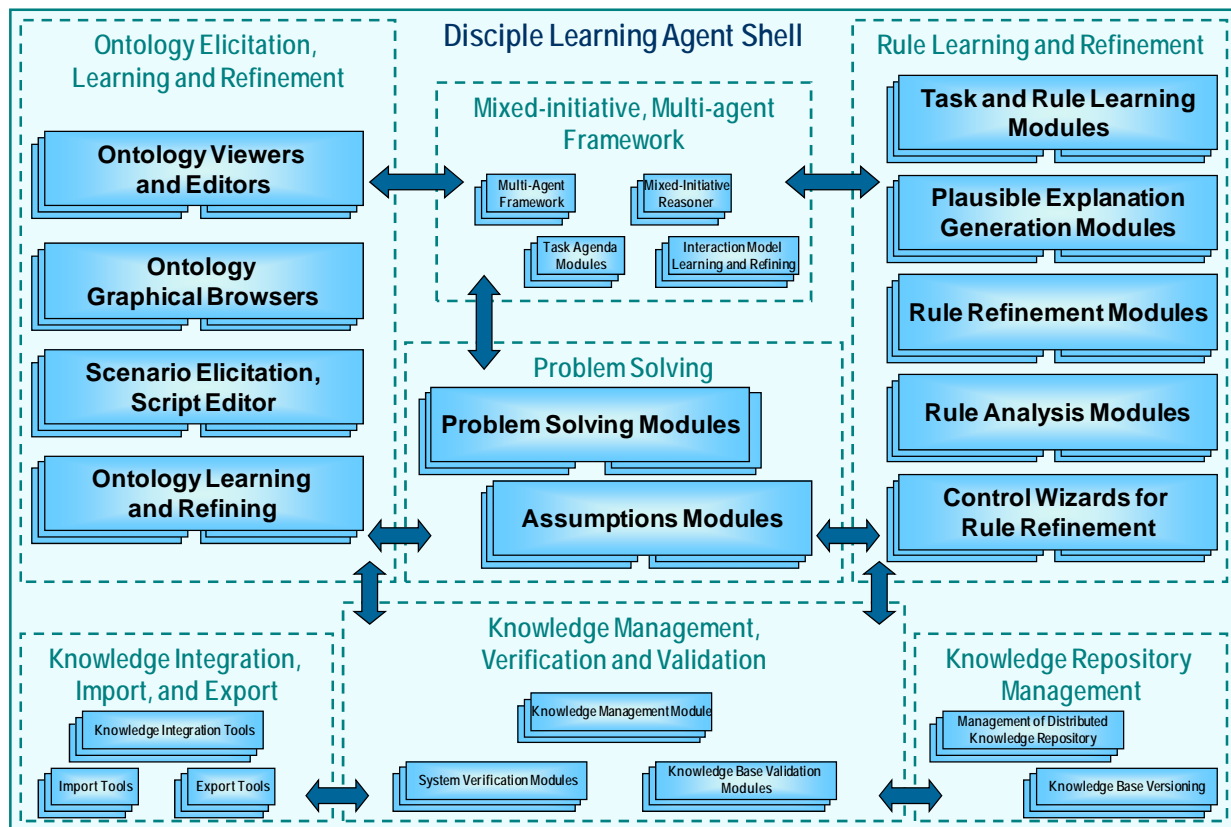 Disciple Learning Agent Shell
Ontology Elicitation,
Learning and Refinement
Ontology Viewers
and Editors
Ontology
Graphical Browsers
Scenario Elicitation,
Script Editor
Ontology Learning
and Refining
Mixed-initiative, Multi-agent
Framework
Multi-Agent
Framework
Mixed-Initiative
Reasoner
Task Agenda
Modules
Interaction Model
Learning and Refining
Problem Solving
Problem Solving Modules
Assumptions Modules
Rule Learning and Refinement
Task and Rule Learning
Modules
Plausible Explanation
Generation Modules
Rule Refinement Modules
Rule Analysis Modules
Control Wizards for
Rule Refinement
Knowledge Integration,
Import, and Export
Knowledge Integration Tools
Import Tools
Export Tools
Knowledge Management,
Verification and Validation
Knowledge Management Module
System Verification Modules
Knowledge Base Validation
Modules
Knowledge Repository
Management
Management of Distributed
Knowledge Repository
Knowledge Base Versioning